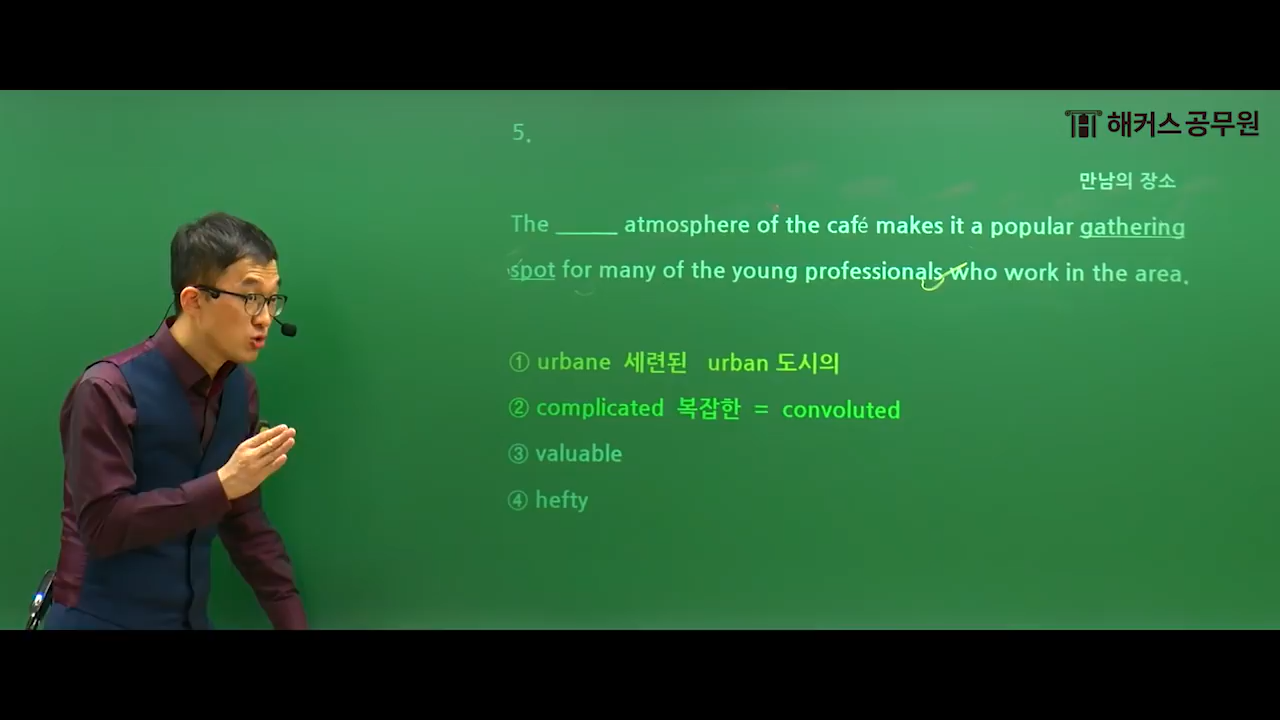 해커스공무원
5.
만남의 장소
The _____ atmosphere of the café makes it a popular gathering
spot for many of the young professionals who work in the area.
① urbane 세련된 urban 도시의
② complicated 복잡한 = convoluted
③ valuable
④ hefty